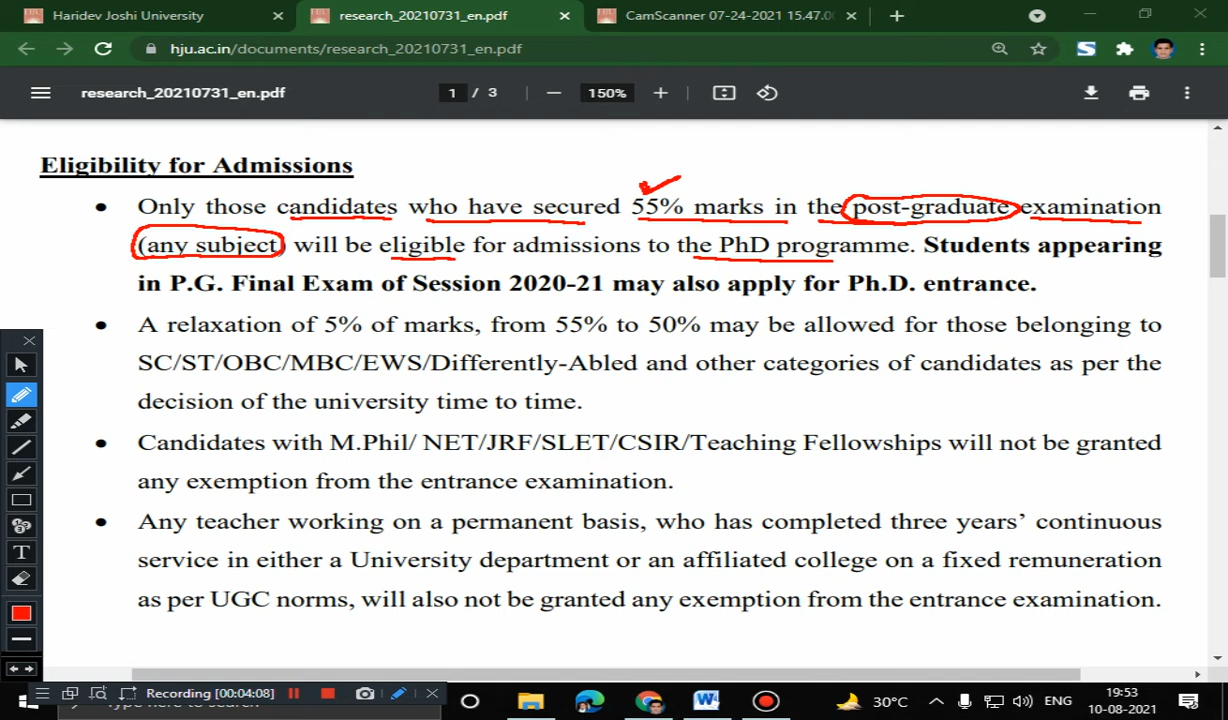 Haridev Joshi University
research_20210731_en.pdf
CamScanner 07-24-2021 15.47.0
hju.ac.in/documents/research_20210731_en.pdf
research_20210731_en.pdf
1 / 3
150%
Eligibility for Admissions
• Only those candidates who have secured 55% marks in the post-graduate examination
(any subject) will be eligible for admissions to the PhD programme. Students appearing
in P.G. Final Exam of Session 2020-21 may also apply for Ph.D. entrance.
• A relaxation of 5% of marks, from 55% to 50% may be allowed for those belonging to
SC/ST/OBC/MBC/EWS/Differently-Abled and other categories of candidates as per the
decision of the university time to time.
• Candidates with M.Phil/ NET/JRF/SLET/CSIR/Teaching Fellowships will not be granted
any exemption from the entrance examination.
• Any teacher working on a permanent basis, who has completed three years’ continuous
service in either a University department or an affiliated college on a fixed remuneration
as per UGC norms, will also not be granted any exemption from the entrance examination.
Recording [00:04:08]
30°C
ENG
19:53
10-08-2021